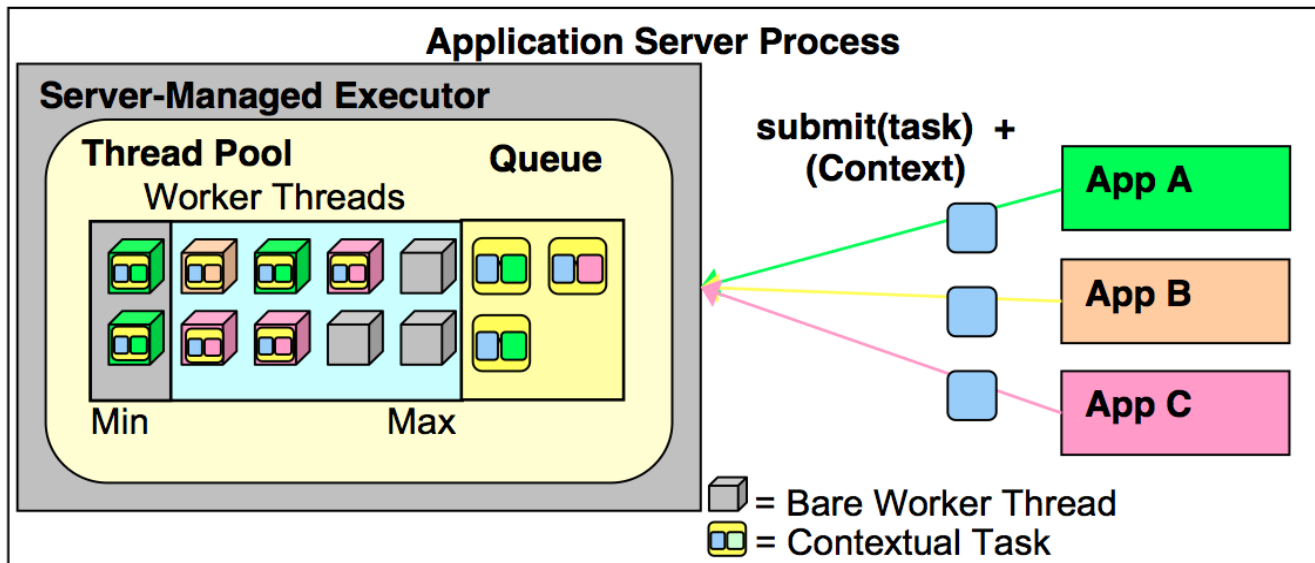 Application Server Process
Server-Managed Executor
Thread Pool
Queue
Worker Threads
Min
Max
submit(task) +
(Context)
App A
App B
App C
= Bare Worker Thread
= Contextual Task